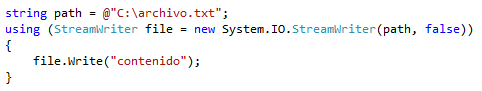 string path = @"C:\archivo.txt";
using (StreamWriter file = new System.IO.StreamWriter(path, false))
{
    file.Write("contenido");
}